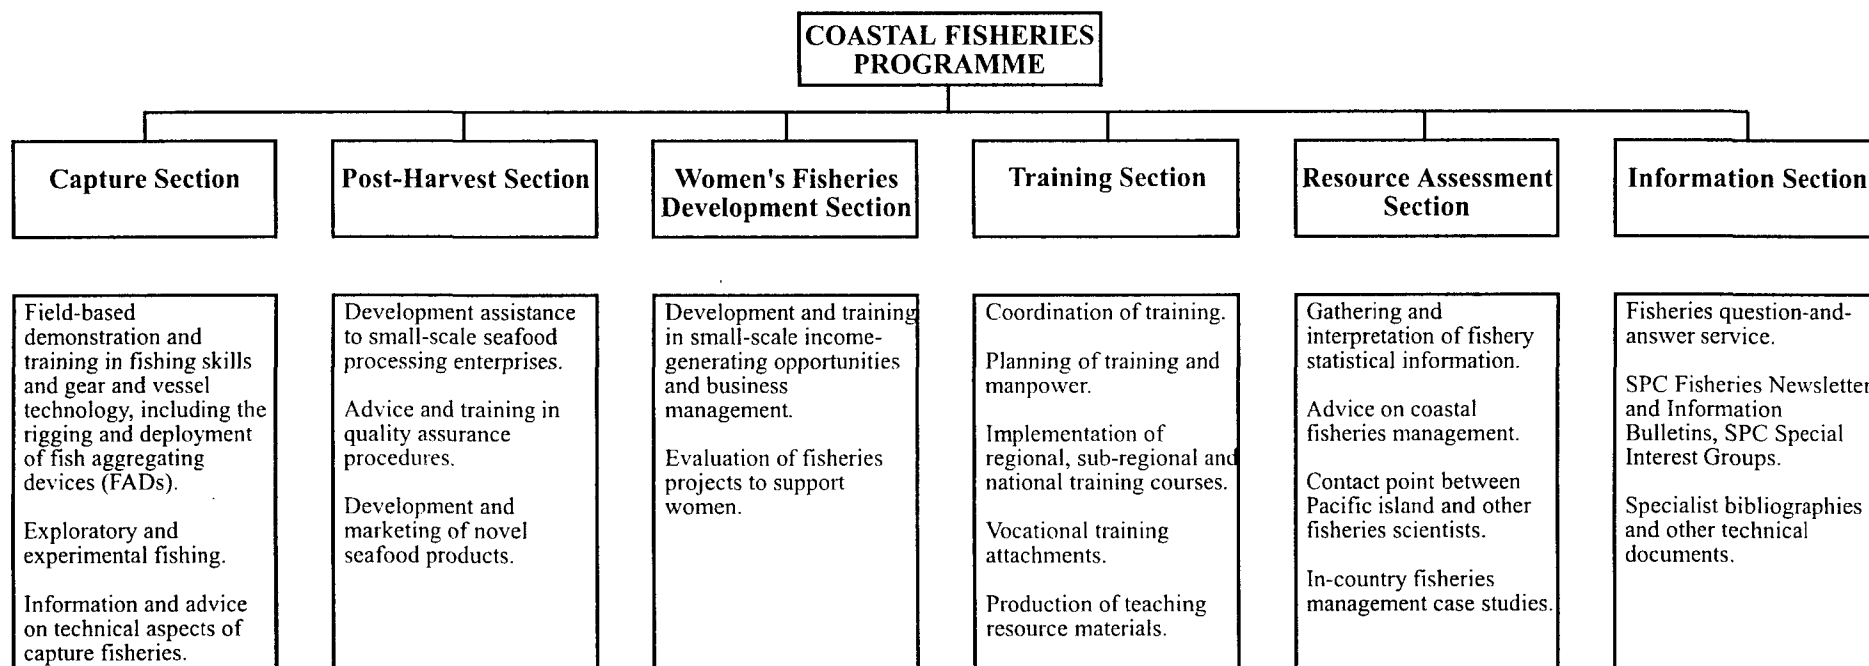 COASTAL FISHERIES
PROGRAMME
Capture Section
Post-Harvest Section
Women's Fisheries
Development Section
Training Section
Resource Assessment
Section
Information Section
Field-based
demonstration and
training in fishing skills
and gear and vessel
technology, including the
rigging and deployment
of fish aggregating
devices (FADs).
Exploratory and
experimental fishing.
Information and advice
on technical aspects of
capture fisheries.
Development assistance
to small-scale seafood
processing enterprises.
Advice and training in
quality assurance
procedures.
Development and
marketing of novel
seafood products.
Development and training
in small-scale income-
generating opportunities
and business
management.
Evaluation of fisheries
projects to support
women.
Coordination of training.
Planning of training and
manpower.
Implementation of
regional, sub-regional and
national training courses.
Vocational training
attachments.
Production of teaching
resource materials.
Gathering and
interpretation of fishery
statistical information.
Advice on coastal
fisheries management.
Contact point between
Pacific island and other
fisheries scientists.
In-country fisheries
management case studies.
Fisheries question-and-
answer service.
SPC Fisheries Newsletter
and Information
Bulletins, SPC Special
Interest Groups.
Specialist bibliographies
and other technical
documents.